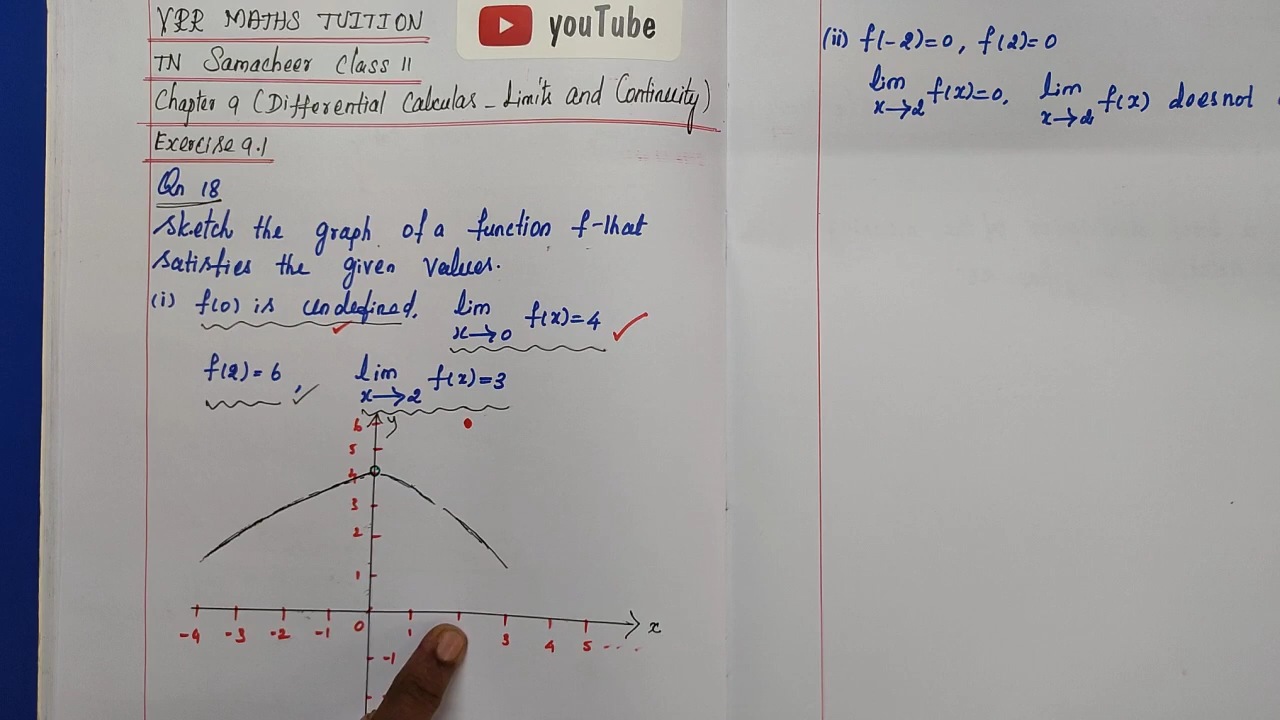 VRR MATHS TUITION
youTube
TN Samacheer Class 11
Chapter 9 (Differential Calculas - Limits and Continuity)
Exercise 9.1
Qn 18
Sketch the graph of a function f that
satisfies the given values.
(i) f(0) is undefined, lim f(x)=4
x→0
f(2)=6, lim f(x)=3
x→2
6 y
5
4
3
2
1
-4 -3 -2 -1 0 1 3 4 5 .... x
-1
(ii) f(-2)=0, f(2)=0
lim f(x)=0. lim f(x) does not
x→2 x→2